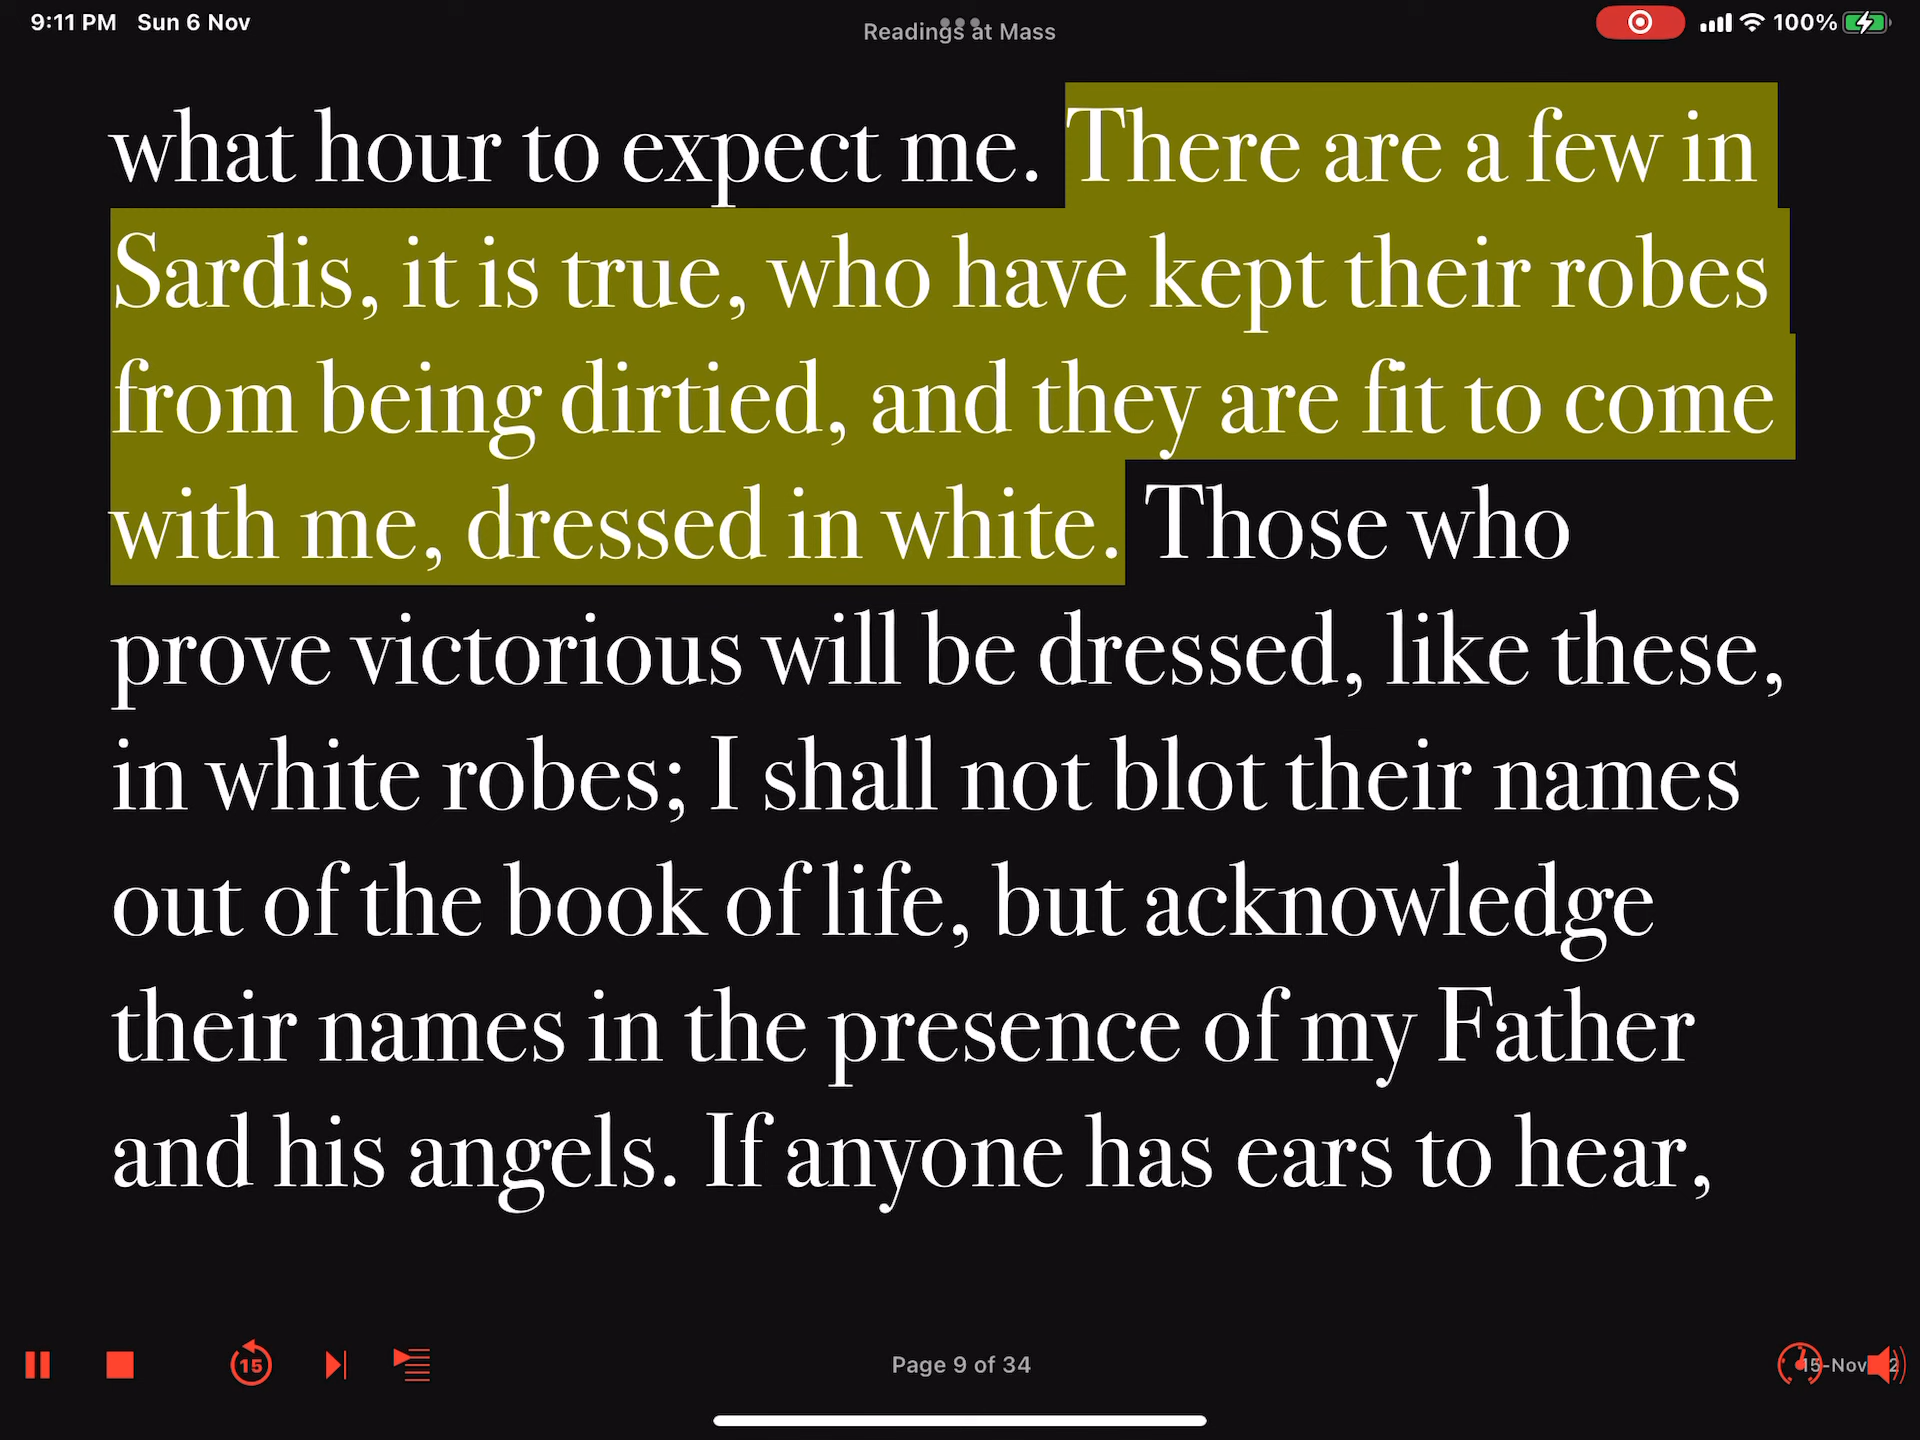 9:11 PM Sun 6 Nov
Readings at Mass
100%
what hour to expect me. There are a few in
Sardis, it is true, who have kept their robes
from being dirtied, and they are fit to come
with me, dressed in white. Those who
prove victorious will be dressed, like these,
in white robes; I shall not blot their names
out of the book of life, but acknowledge
their names in the presence of my Father
and his angels. If anyone has ears to hear,
15
Page 9 of 34
15-Nov